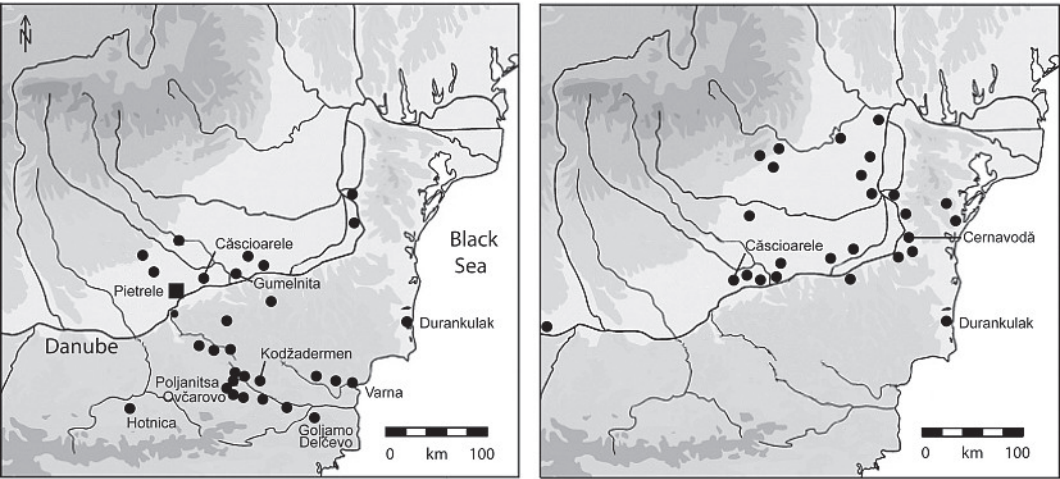 N
Căscioarele
Black
Sea
Pietrele
Gumelnita
Durankulak
Danube
Kodžadermen
Poljanitsa
Ovčarovo
Varna
Hotnica
Goljamo
Delčevo
0 km 100
Căscioarele
Cernavodă
Durankulak
0 km 100